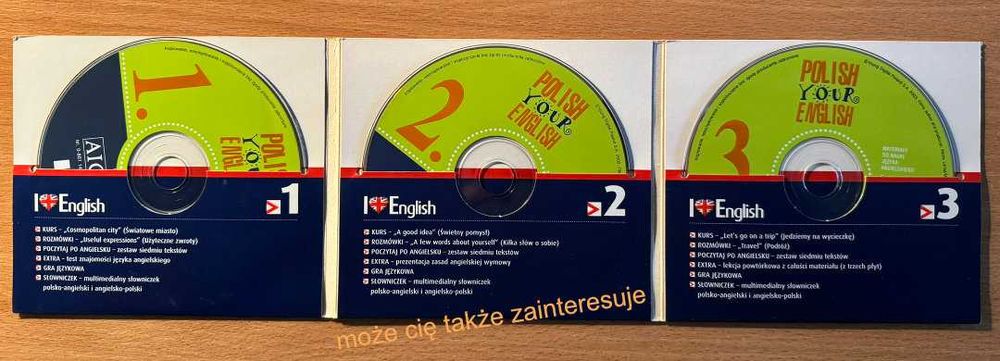 1.
POLISH
YOUR
ENGLISH
AIG
I English
1
KURS – „Cosmopolitan city" (Światowe miasto)
ROZMÓWKI – „Useful expressions" (Użyteczne zwroty)
POCZYTAJ PO ANGIELSKU – zestaw siedmiu tekstów
EXTRA – test znajomości języka angielskiego
GRA JĘZYKOWA
SŁOWNICZEK – multimedialny słowniczek
polsko-angielski i angielsko-polski
2.
POLISH
YOUR
ENGLISH
I English
2
KURS – „A good idea" (Świetny pomysł)
ROZMÓWKI – „A few words about yourself" (Kilka słów o sobie)
POCZYTAJ PO ANGIELSKU – zestaw siedmiu tekstów
EXTRA – prezentacja zasad angielskiej wymowy
GRA JĘZYKOWA
SŁOWNICZEK – multimedialny słowniczek
polsko-angielski i angielsko-polski
3
POLISH
YOUR
ENGLISH
MATERIAŁY
DO NAUKI
JĘZYKA
ANGIELSKIEGO
I English
3
KURS – „Let's go on a trip" (Jedziemy na wycieczkę)
ROZMÓWKI – „Travel" (Podróż)
POCZYTAJ PO ANGIELSKU – zestaw siedmiu tekstów
EXTRA – lekcja powtórkowa z całości materiału (z trzech płyt)
GRA JĘZYKOWA
SŁOWNICZEK – multimedialny słowniczek
polsko-angielski i angielsko-polski
może cię także zainteresuje